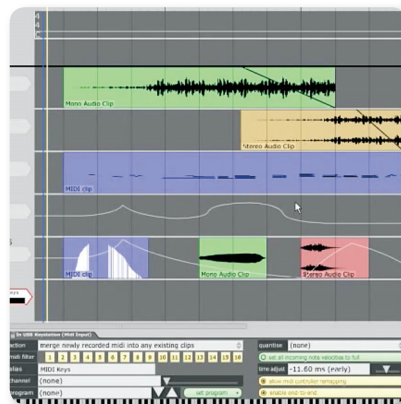 4
4
C
Mono Audio Clip
Stereo Audio Clip
MIDI clip
MIDI clip
Mono Audio Clip
Stereo Audio Clip
USB Keystation (Midi Input)
action
merge newly recorded midi into any existing clips
quantise
(none)
midi filter
1 2 3 4 5 6 7 8 9 10 11 12 13 14 15 16
set all incoming note velocities to full
alias
MIDI Keys
time adjust
-11.60 ms (early)
channel
(none)
allow midi controller remapping
program
(none)
set program
enable end-to-end